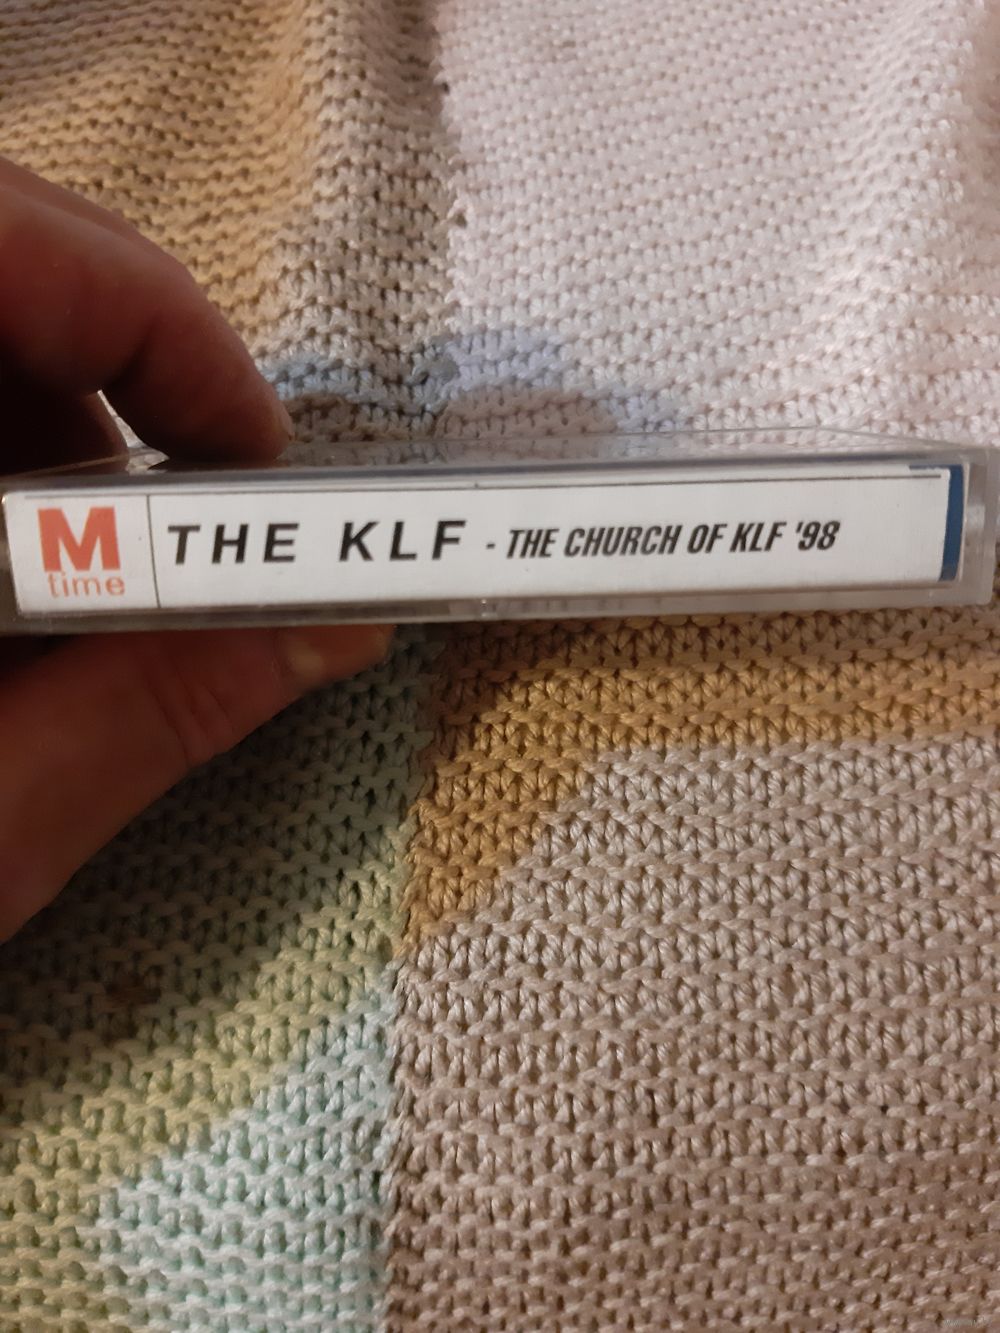 M
time
THE KLF - THE CHURCH OF KLF '98